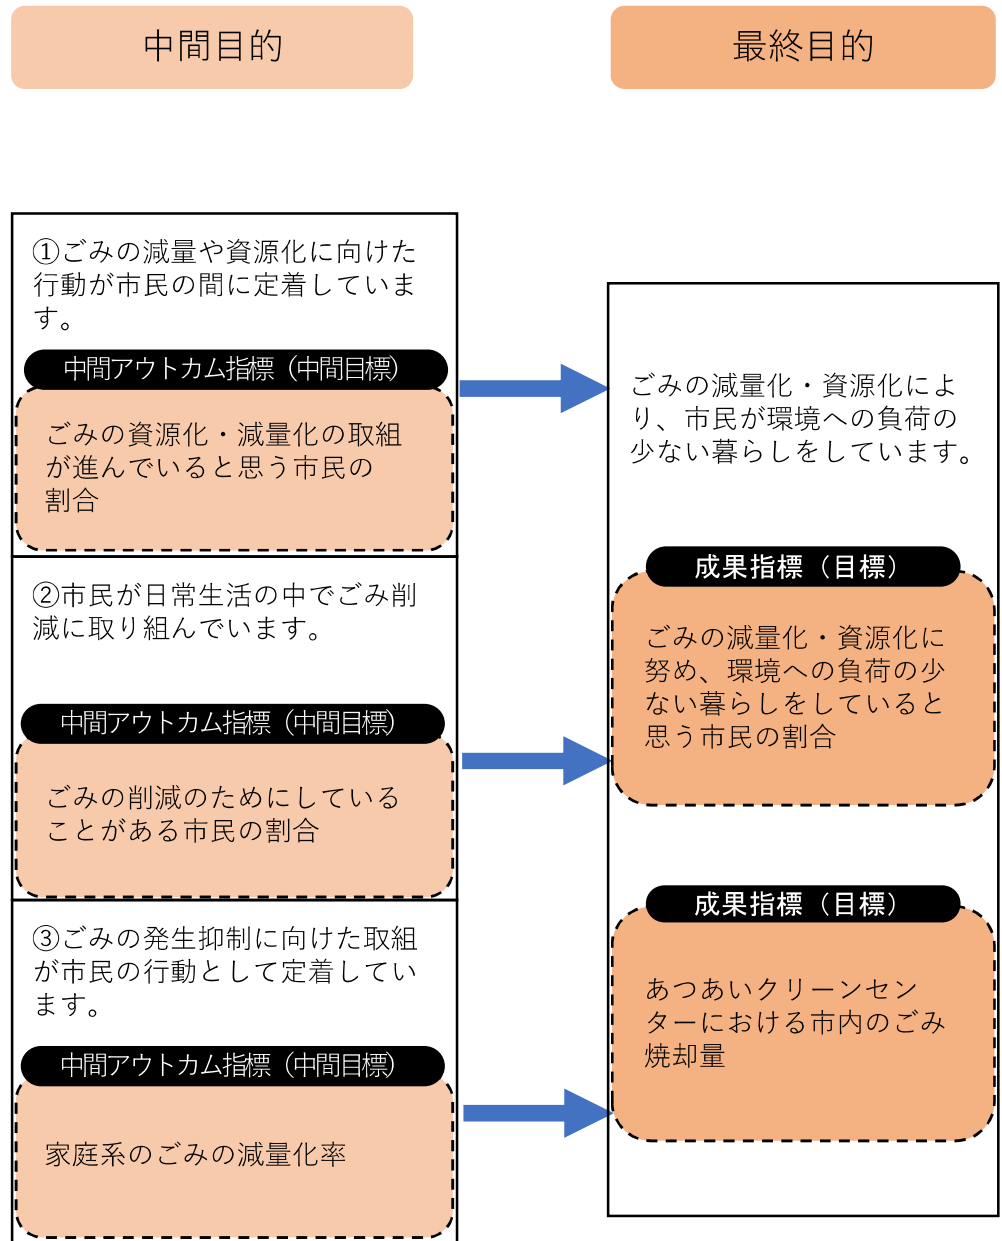 中間目的
最終目的
①ごみの減量や資源化に向けた
行動が市民の間に定着していま
す。
中間アウトカム指標（中間目標）
ごみの資源化・減量化の取組
が進んでいると思う市民の
割合
②市民が日常生活の中でごみ削
減に取り組んでいます。
中間アウトカム指標（中間目標）
ごみの削減のためにしている
ことがある市民の割合
③ごみの発生抑制に向けた取組
が市民の行動として定着してい
ます。
中間アウトカム指標（中間目標）
家庭系のごみの減量化率
ごみの減量化・資源化によ
り、市民が環境への負荷の
少ない暮らしをしています。
成果指標（目標）
ごみの減量化・資源化に
努め、環境への負荷の少
ない暮らしをしていると
思う市民の割合
成果指標（目標）
あつあいクリーンセン
ターにおける市内のごみ
焼却量